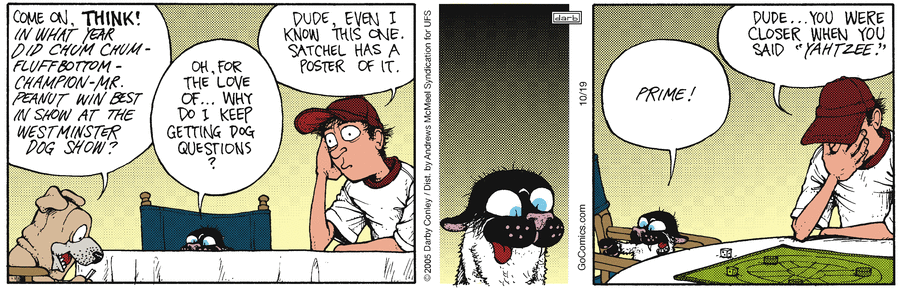 COME ON, THINK!
IN WHAT YEAR
DID CHUM CHUM-
FLUFFBOTTOM-
CHAMPION-MR.
PEANUT WIN BEST
IN SHOW AT THE
WESTMINSTER
DOG SHOW?
OH, FOR
THE LOVE
OF... WHY
DO I KEEP
GETTING DOG
QUESTIONS
?
DUDE, EVEN I
KNOW THIS ONE.
SATCHEL HAS A
POSTER OF IT.
© 2005 Darby Conley / Dist. by Andrews McMeel Syndication for UFS
darb
10/19
GoComics.com
PRIME!
DUDE...YOU WERE
CLOSER WHEN YOU
SAID "YAHTZEE."